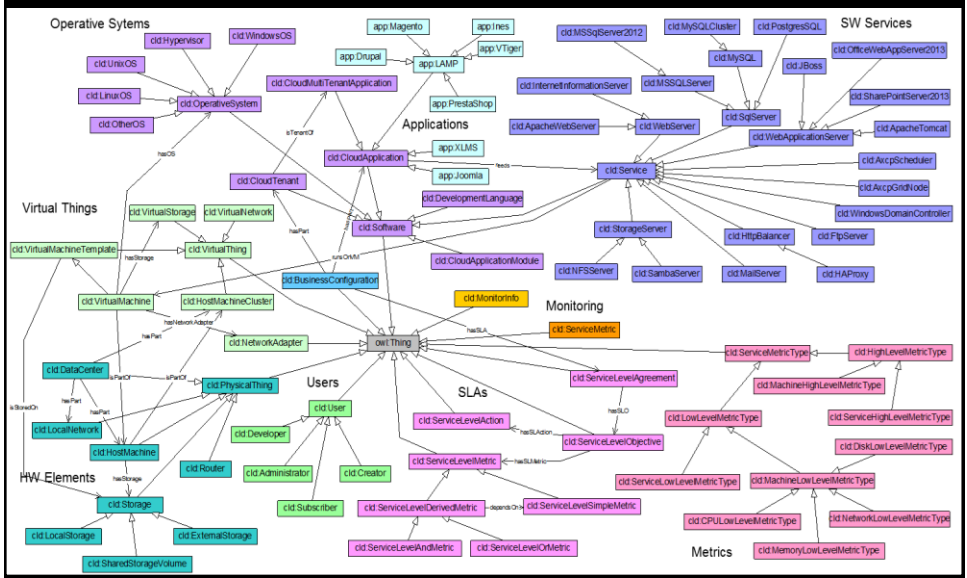 Operative Sytems
cld:Hypervisor
cld:WindowsOS
cld:UnixOS
cld:LinuxOS
cld:OtherOS
cld:OperativeSystem
cld:CloudMultiTenantApplication
app:Magento
app:Ines
app:Drupal
app:VTiger
app:LAMP
app:PrestaShop
Applications
app:XLMS
app:Joomla
cld:CloudApplication
isTenantOf
cld:CloudTenant
hasOS
needs
SW Services
cld:MSSqlServer2012
cld:MySQLCluster
cld:PostgresSQL
cld:MySQL
cld:OfficeWebAppServer2013
cld:JBoss
cld:InternetInformationServer
cld:MSSQLServer
cld:SharePointServer2013
cld:SqlServer
cld:ApacheWebServer
cld:WebServer
cld:WebApplicationServer
cld:ApacheTomcat
cld:Service
cld:AxcpScheduler
cld:AxcpGridNode
cld:WindowsDomainController
cld:StorageServer
cld:HttpBalancer
cld:FtpServer
cld:NFSServer
cld:SambaServer
cld:MailServer
cld:HAProxy
Virtual Things
cld:VirtualStorage
cld:VirtualNetwork
cld:VirtualMachineTemplate
cld:VirtualThing
hasStorage
cld:VirtualMachine
cld:HostMachineCluster
hasNetworkAdapter
cld:NetworkAdapter
hasPart
hasPart
cld:DevelopmentLanguage
cld:Software
cld:CloudApplicationModule
runsOnVM
cld:BusinessConfiguration
cld:MonitorInfo
Monitoring
cld:ServiceMetric
owl:Thing
hasSLA
cld:DataCenter
hasPart
isPartOf
isPartOf
cld:PhysicalThing
isStoredOn
hasPart
hasPart
cld:LocalNetwork
cld:HostMachine
cld:Router
HW Elements
hasStorage
cld:Storage
cld:LocalStorage
cld:ExternalStorage
cld:SharedStorageVolume
Users
cld:User
cld:Developer
cld:Administrator
cld:Creator
cld:Subscriber
SLAs
cld:ServiceLevelAgreement
cld:ServiceLevelAction
hasSLO
hasSLAction
cld:ServiceLevelObjective
hasSLMetric
cld:ServiceLevelMetric
cld:ServiceLevelDerivedMetric
dependsOn
cld:ServiceLevelSimpleMetric
cld:ServiceLevelAndMetric
cld:ServiceLevelOrMetric
cld:ServiceMetricType
cld:HighLevelMetricType
cld:MachineHighLevelMetricType
cld:LowLevelMetricType
cld:ServiceHighLevelMetricType
cld:DiskLowLevelMetricType
cld:ServiceLowLevelMetricType
cld:MachineLowLevelMetricType
cld:CPULowLevelMetricType
cld:NetworkLowLevelMetricType
cld:MemoryLowLevelMetricType
Metrics